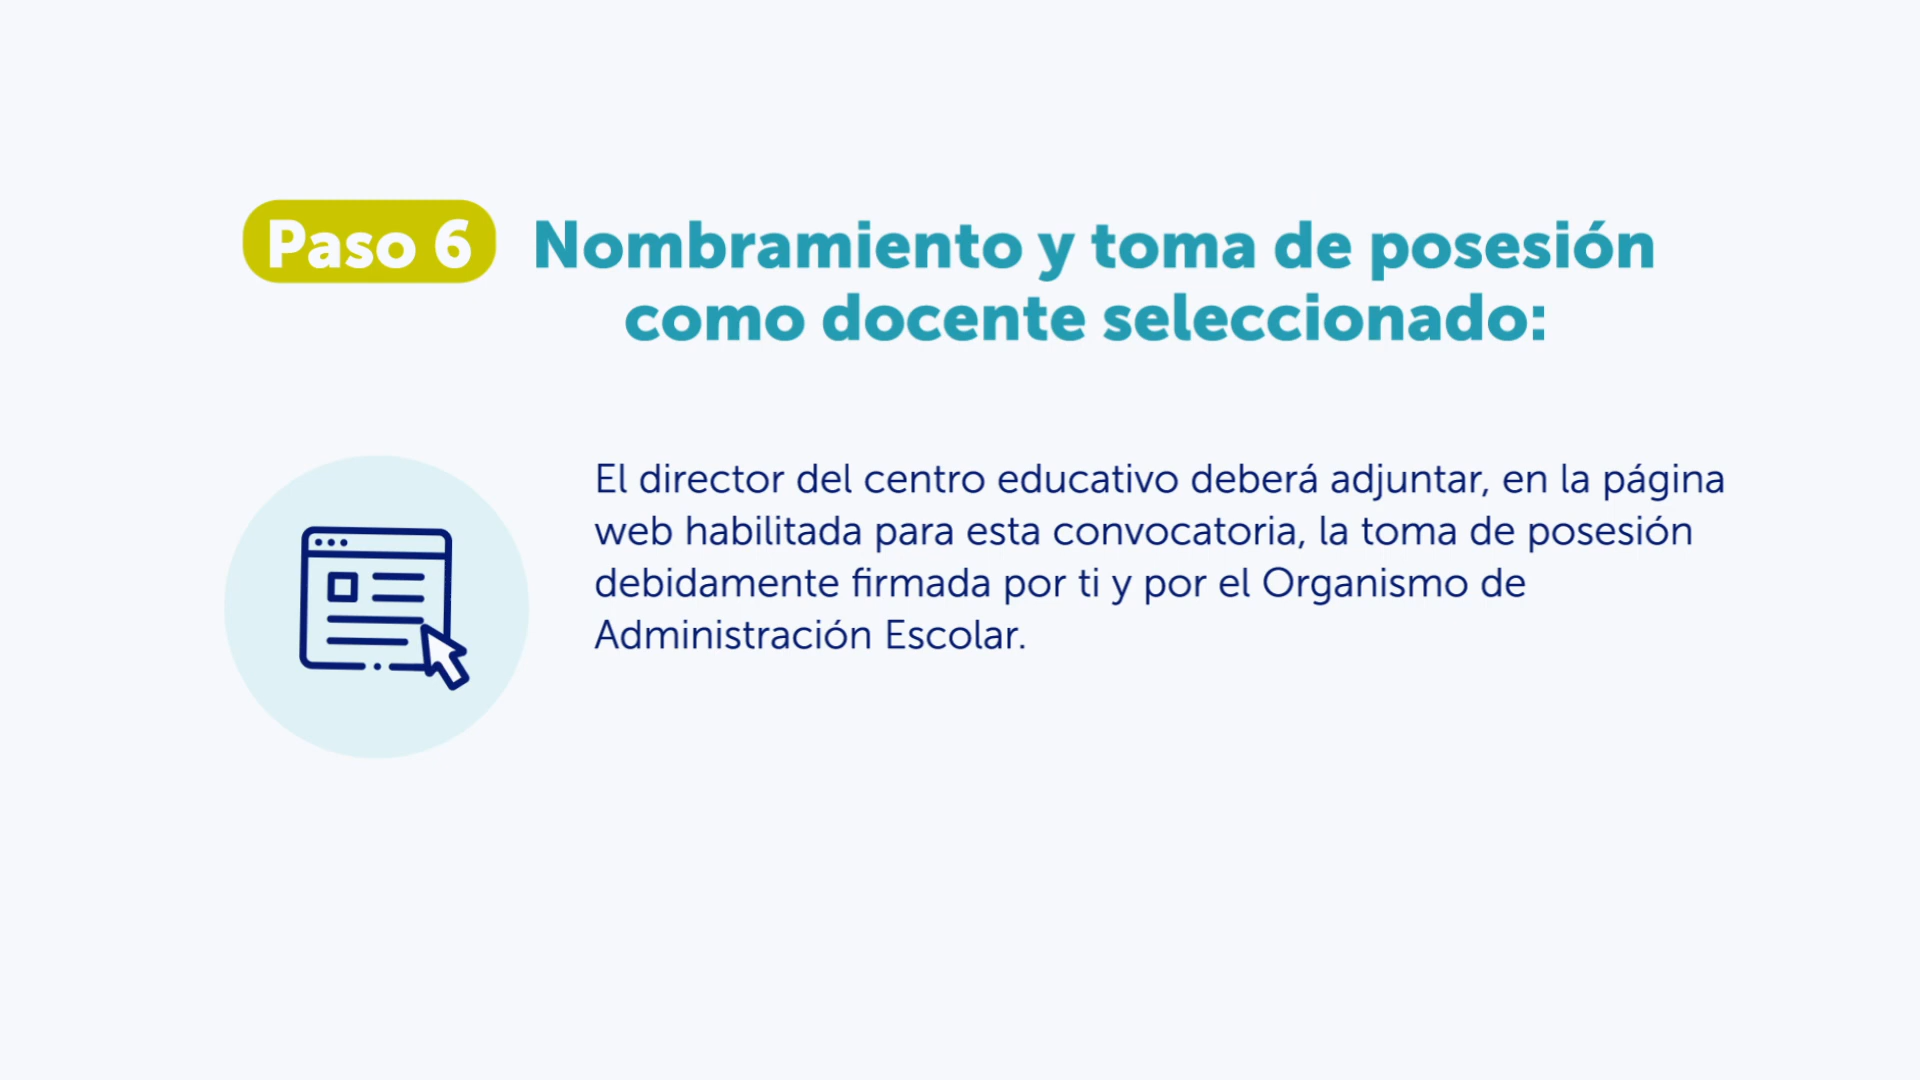 Paso 6 Nombramiento y toma de posesión
como docente seleccionado:
El director del centro educativo deberá adjuntar, en la página
web habilitada para esta convocatoria, la toma de posesión
debidamente firmada por ti y por el Organismo de
Administración Escolar.